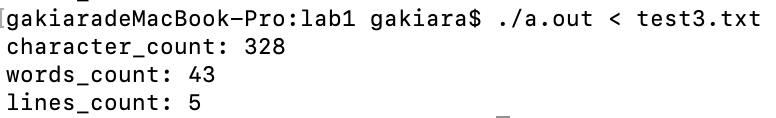 [gakiaradeMacBook-Pro:lab1 gakiara$ ./a.out < test3.txt
character_count: 328
words_count: 43
lines_count: 5